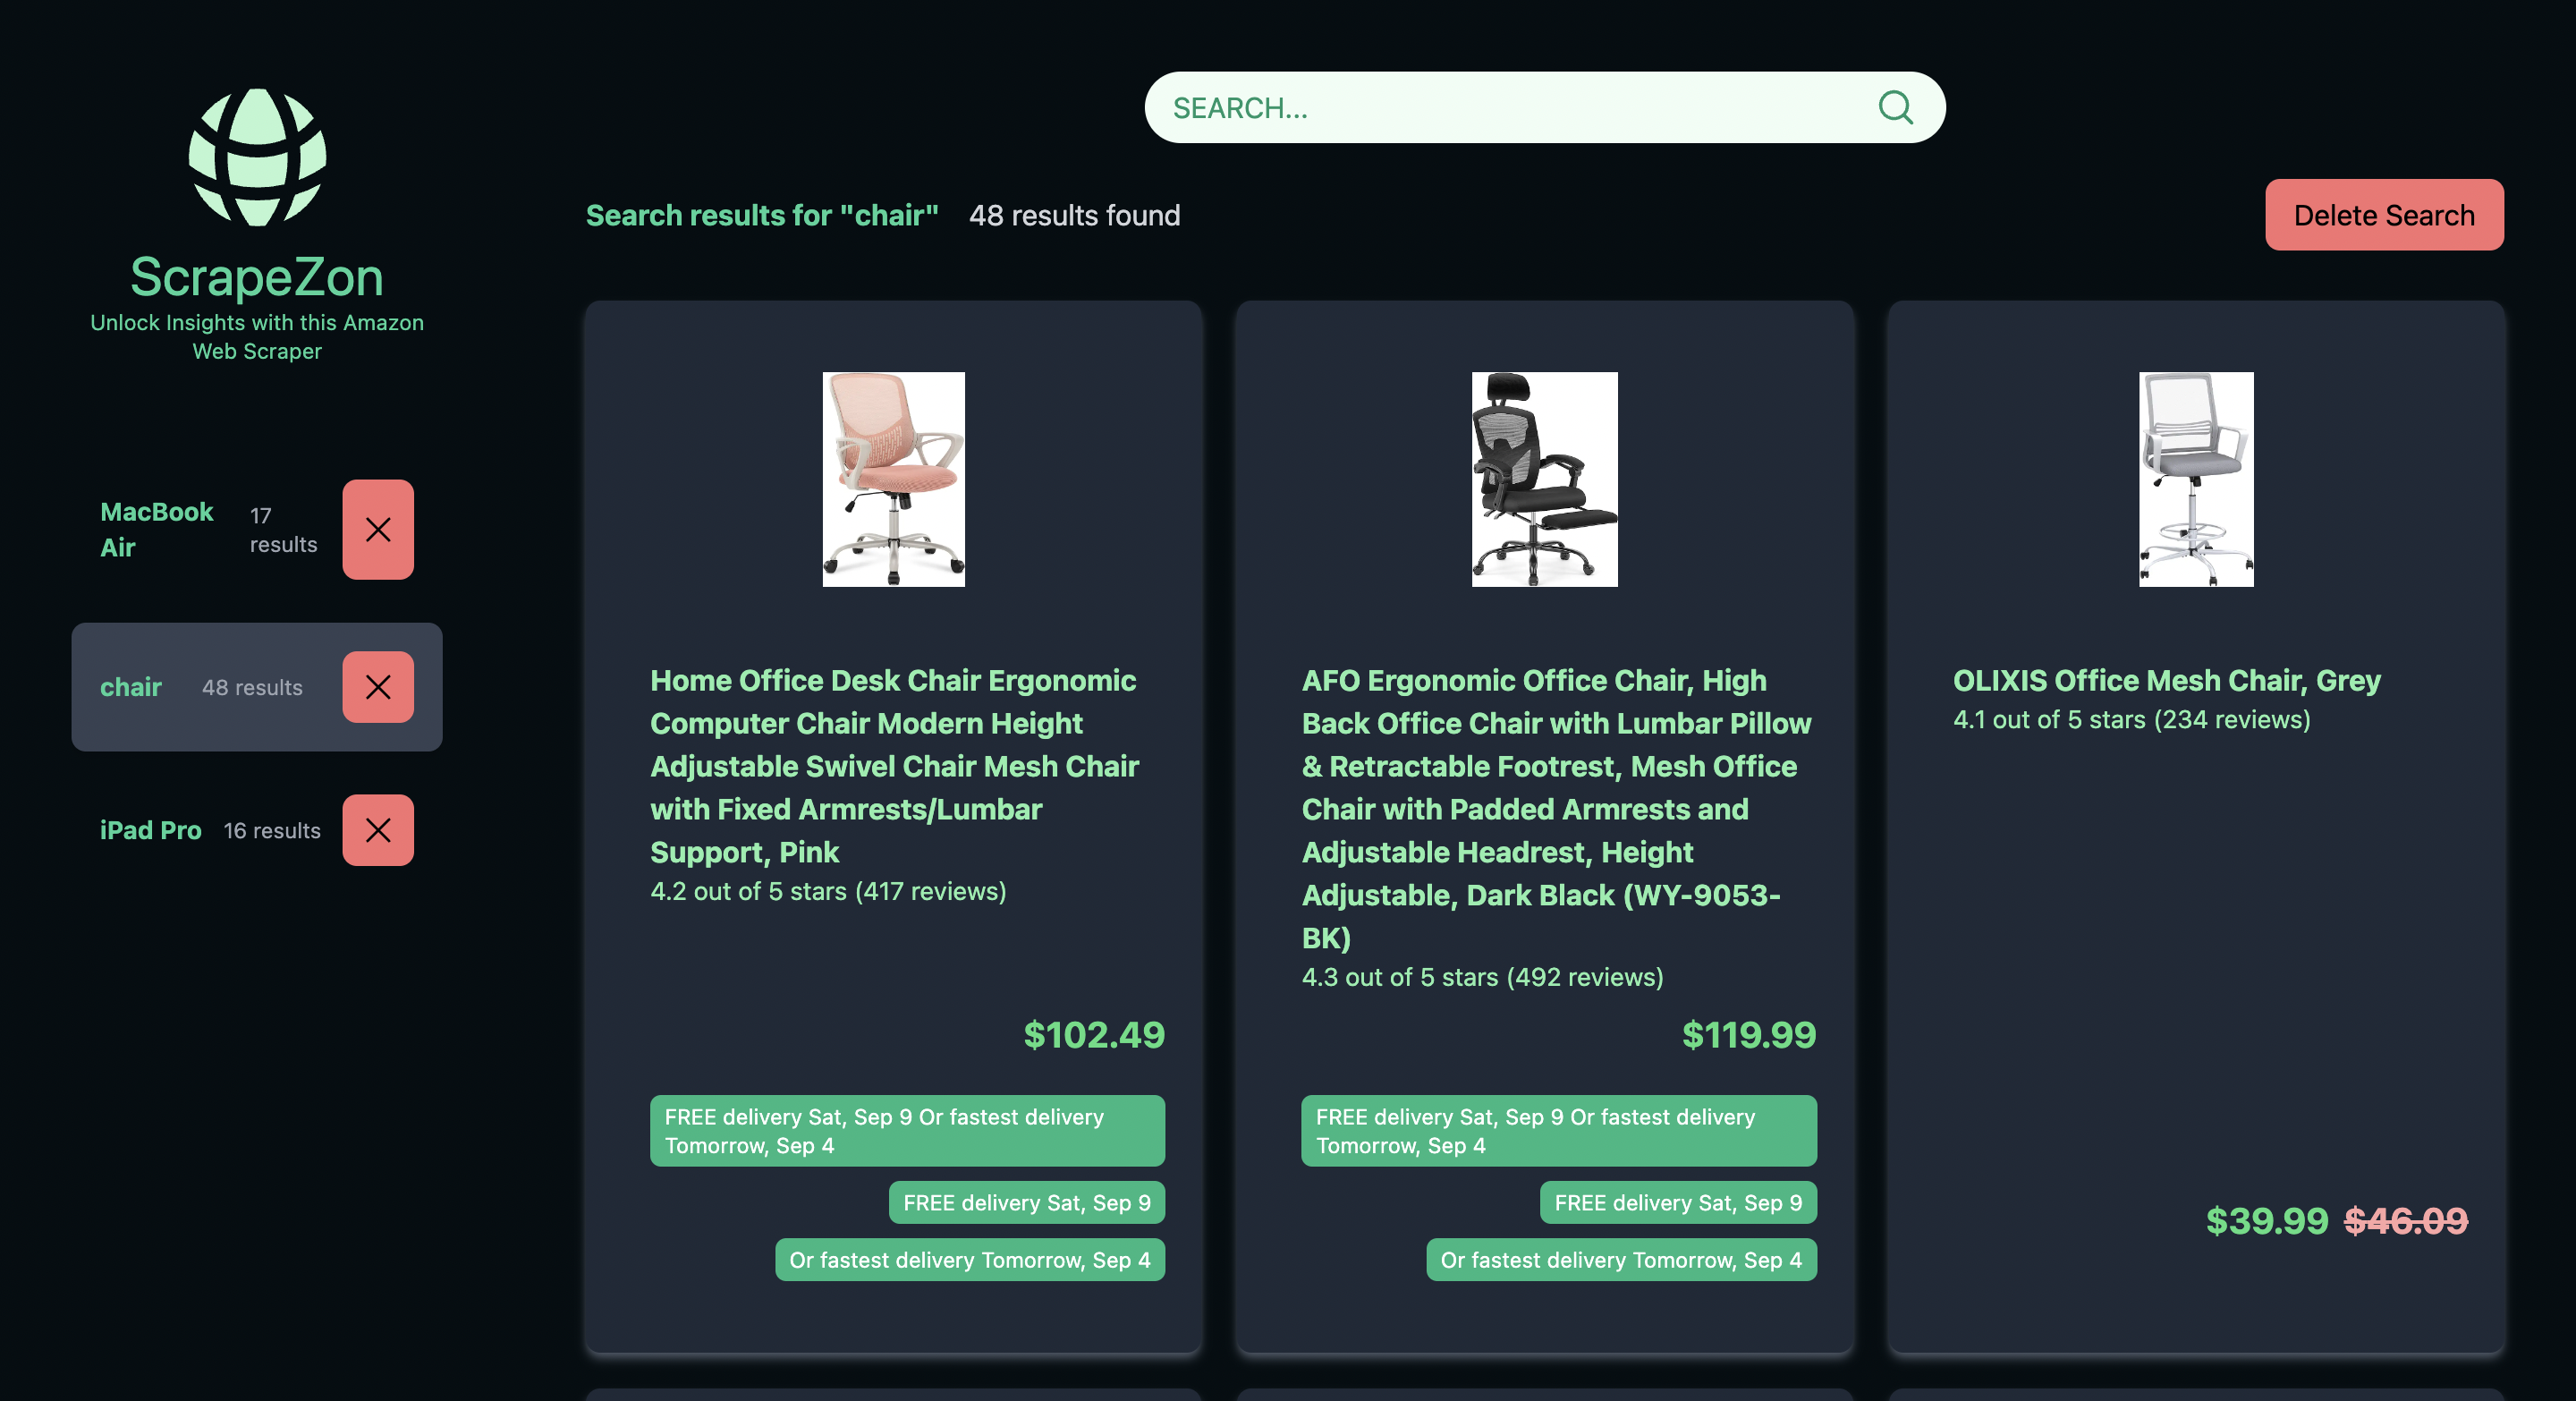 ScrapeZon
Unlock Insights with this Amazon
Web Scraper
MacBook
Air
17
results
chair 48 results
iPad Pro 16 results
SEARCH...
Search results for "chair" 48 results found
Delete Search
Home Office Desk Chair Ergonomic
Computer Chair Modern Height
Adjustable Swivel Chair Mesh Chair
with Fixed Armrests/Lumbar
Support, Pink
4.2 out of 5 stars (417 reviews)
$102.49
FREE delivery Sat, Sep 9 Or fastest delivery
Tomorrow, Sep 4
FREE delivery Sat, Sep 9
Or fastest delivery Tomorrow, Sep 4
AFO Ergonomic Office Chair, High
Back Office Chair with Lumbar Pillow
& Retractable Footrest, Mesh Office
Chair with Padded Armrests and
Adjustable Headrest, Height
Adjustable, Dark Black (WY-9053-
BK)
4.3 out of 5 stars (492 reviews)
$119.99
FREE delivery Sat, Sep 9 Or fastest delivery
Tomorrow, Sep 4
FREE delivery Sat, Sep 9
Or fastest delivery Tomorrow, Sep 4
OLIXIS Office Mesh Chair, Grey
4.1 out of 5 stars (234 reviews)
$39.99 $46.09